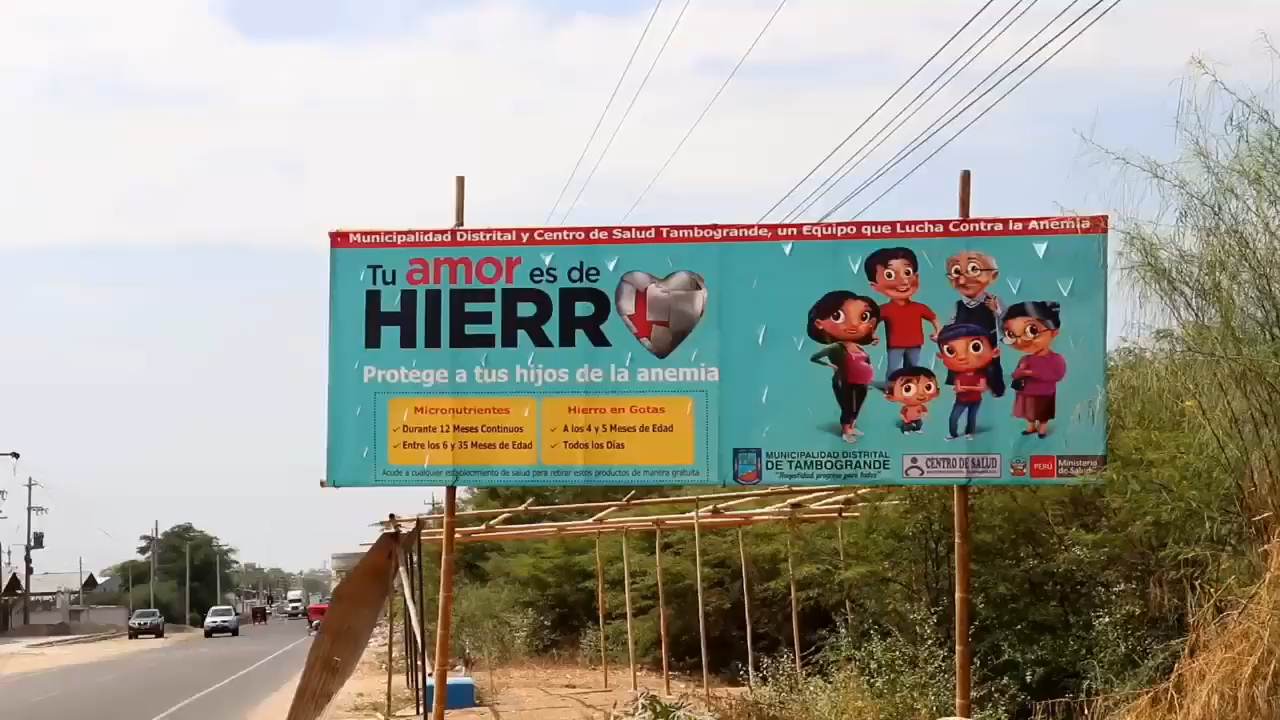 Municipalidad Distrital y Centro de Salud Tambogrande, un Equipo que Lucha Contra la Anemia
Tu amor es de
HIERR
Protege a tus hijos de la anemia
Micronutrientes
Durante 12 Meses Continuos
Entre los 6 y 35 Meses de Edad
Hierro en Gotas
A los 4 y 5 Meses de Edad
Todos los Días
Acude a cualquier establecimiento de salud para retirar estos productos de manera gratuita
MUNICIPALIDAD DISTRITAL
DE TAMBOGRANDE
CENTRO DE SALUD
PERÚ
Ministerio
de Salud